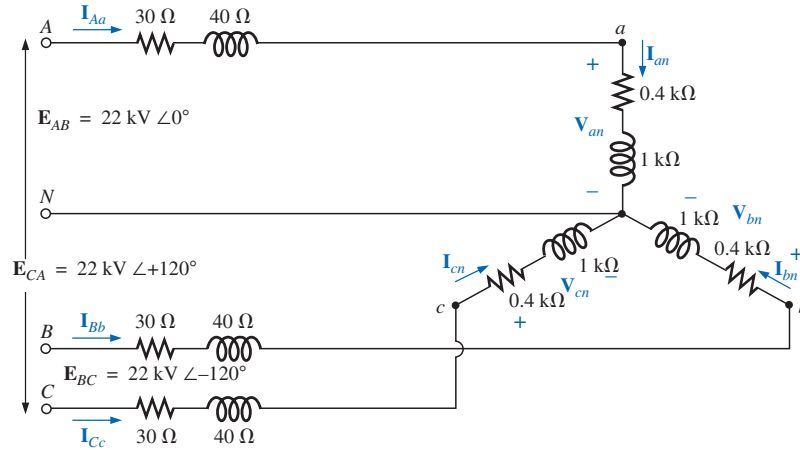 A
I_Aa
30 Ω
40 Ω
a
+
I_an
0.4 kΩ
E_AB = 22 kV ∠0°
V_an
1 kΩ
−
N
−
V_bn
1 kΩ
0.4 kΩ
+
I_bn
E_CA = 22 kV ∠+120°
I_cn
1 kΩ
−
V_cn
0.4 kΩ
+
c
B
I_Bb
30 Ω
40 Ω
E_BC = 22 kV ∠−120°
C
I_Cc
30 Ω
40 Ω